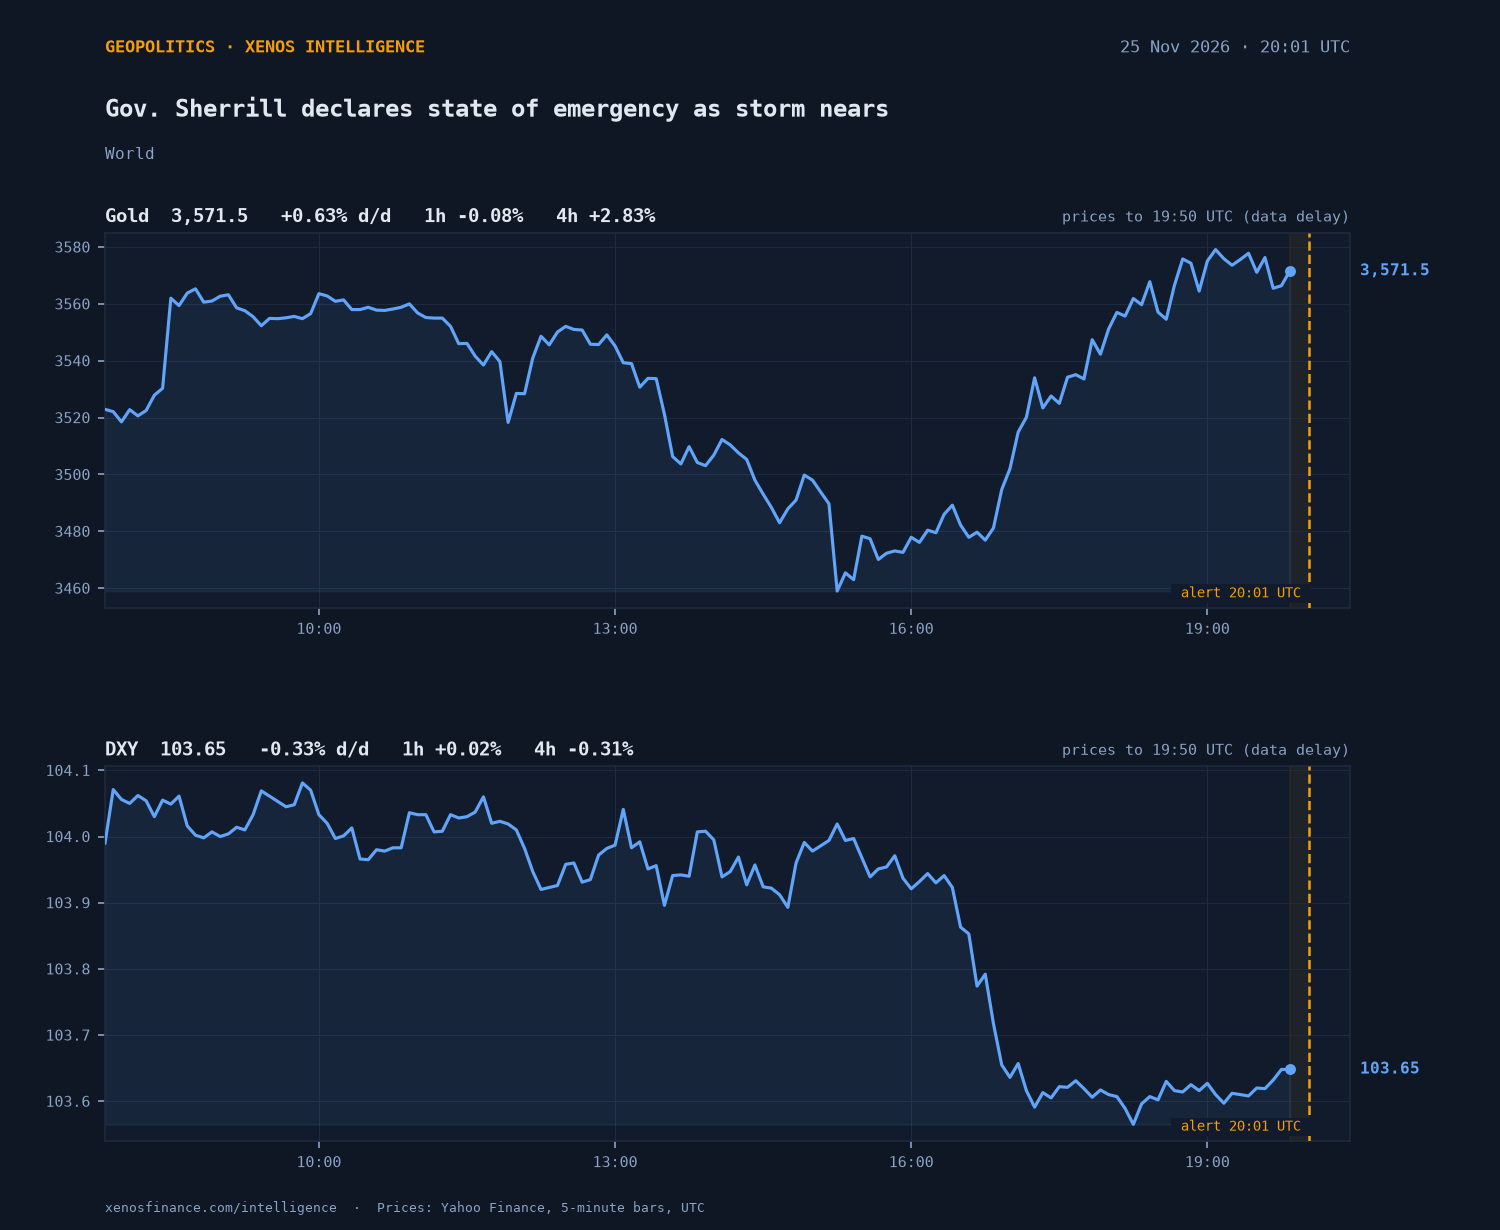 GEOPOLITICS · XENOS INTELLIGENCE
25 Nov 2026 · 20:01 UTC
Gov. Sherrill declares state of emergency as storm nears
World
Gold 3,571.5 +0.63% d/d 1h -0.08% 4h +2.83%
prices to 19:50 UTC (data delay)
3580
3560
3540
3520
3500
3480
3460
3,571.5
alert 20:01 UTC
10:00
13:00
16:00
19:00
DXY 103.65 -0.33% d/d 1h +0.02% 4h -0.31%
prices to 19:50 UTC (data delay)
104.1
104.0
103.9
103.8
103.7
103.6
103.65
alert 20:01 UTC
10:00
13:00
16:00
19:00
xenosfinance.com/intelligence · Prices: Yahoo Finance, 5-minute bars, UTC